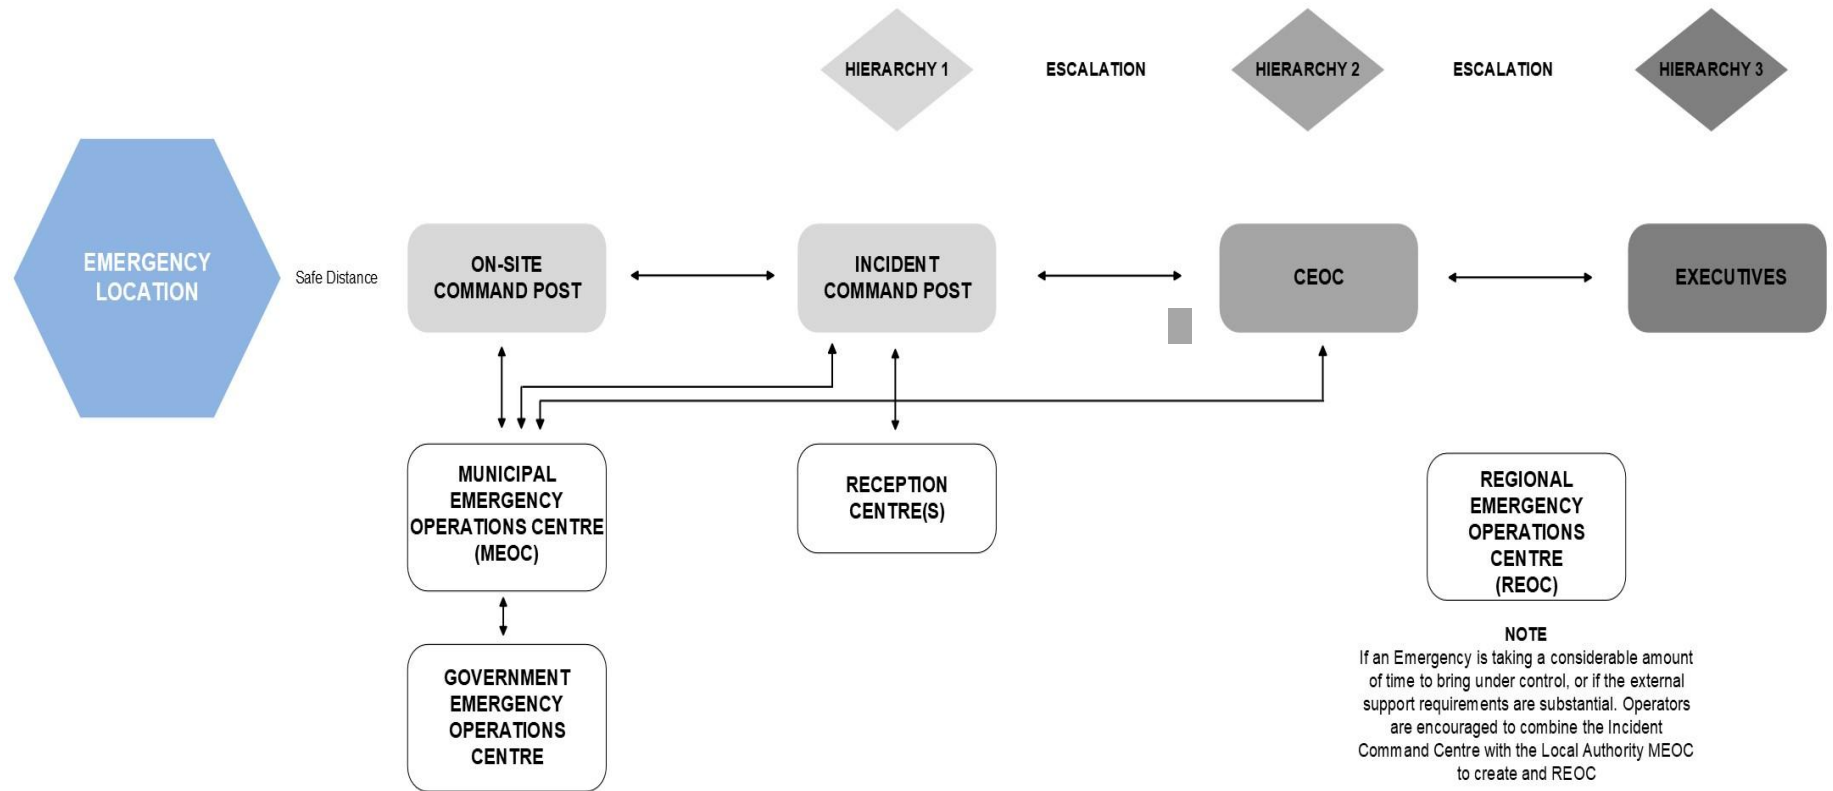 HIERARCHY 1
ESCALATION
HIERARCHY 2
ESCALATION
HIERARCHY 3
EMERGENCY
LOCATION
Safe Distance
ON-SITE
COMMAND POST
INCIDENT
COMMAND POST
CEOC
EXECUTIVES
MUNICIPAL
EMERGENCY
OPERATIONS CENTRE
(MEOC)
RECEPTION
CENTRE(S)
REGIONAL
EMERGENCY
OPERATIONS
CENTRE
(REOC)
GOVERNMENT
EMERGENCY
OPERATIONS
CENTRE
NOTE
If an Emergency is taking a considerable amount
of time to bring under control, or if the external
support requirements are substantial. Operators
are encouraged to combine the Incident
Command Centre with the Local Authority MEOC
to create and REOC